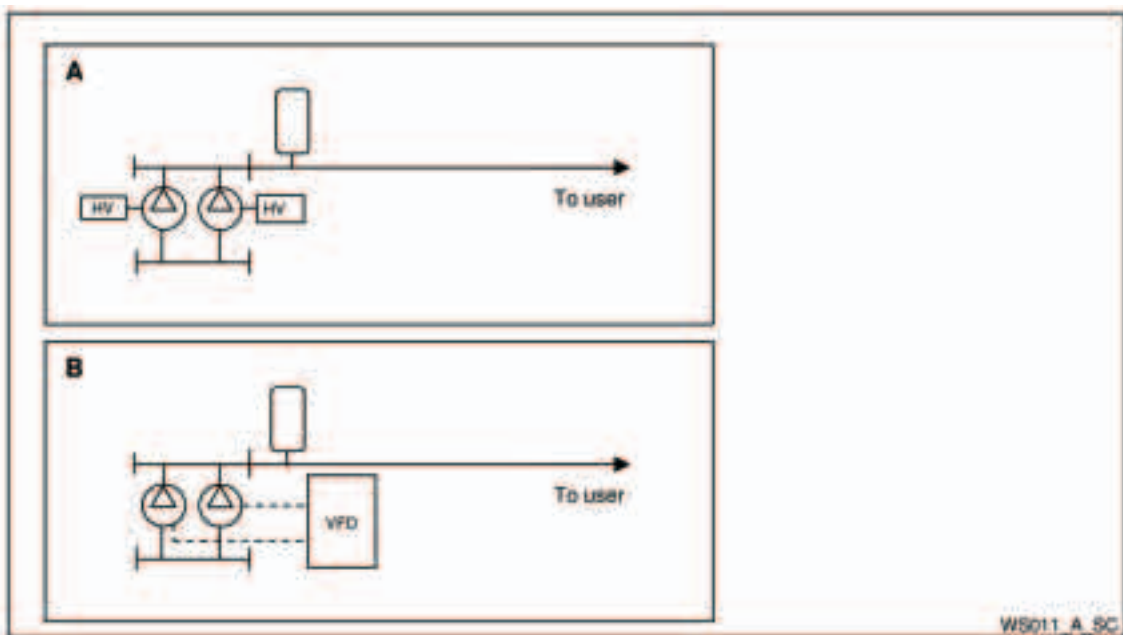 A
HV
HV
To user
B
VFD
To user
WS011_A_SC